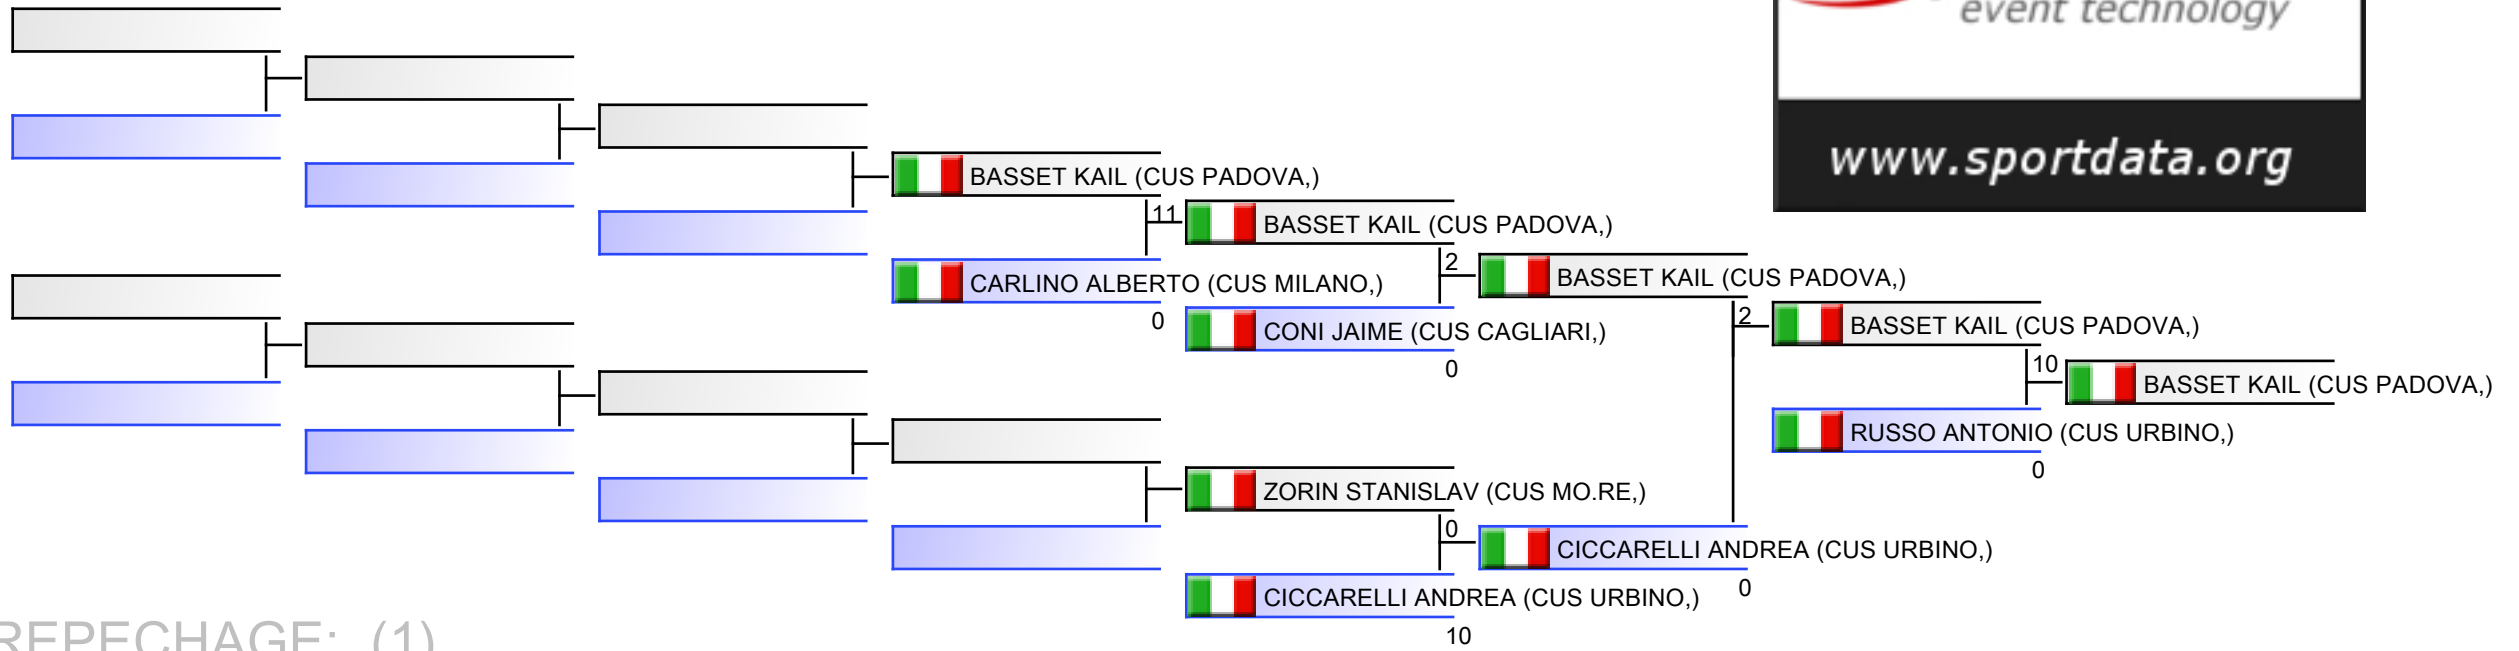 event technology
www.sportdata.org
BASSET KAIL (CUS PADOVA,)
11
BASSET KAIL (CUS PADOVA,)
CARLINO ALBERTO (CUS MILANO,)
0
2
BASSET KAIL (CUS PADOVA,)
CONI JAIME (CUS CAGLIARI,)
0
2
BASSET KAIL (CUS PADOVA,)
10
BASSET KAIL (CUS PADOVA,)
RUSSO ANTONIO (CUS URBINO,)
0
ZORIN STANISLAV (CUS MO.RE,)
0
CICCARELLI ANDREA (CUS URBINO,)
0
CICCARELLI ANDREA (CUS URBINO,)
10
REPECHAGE: (1)